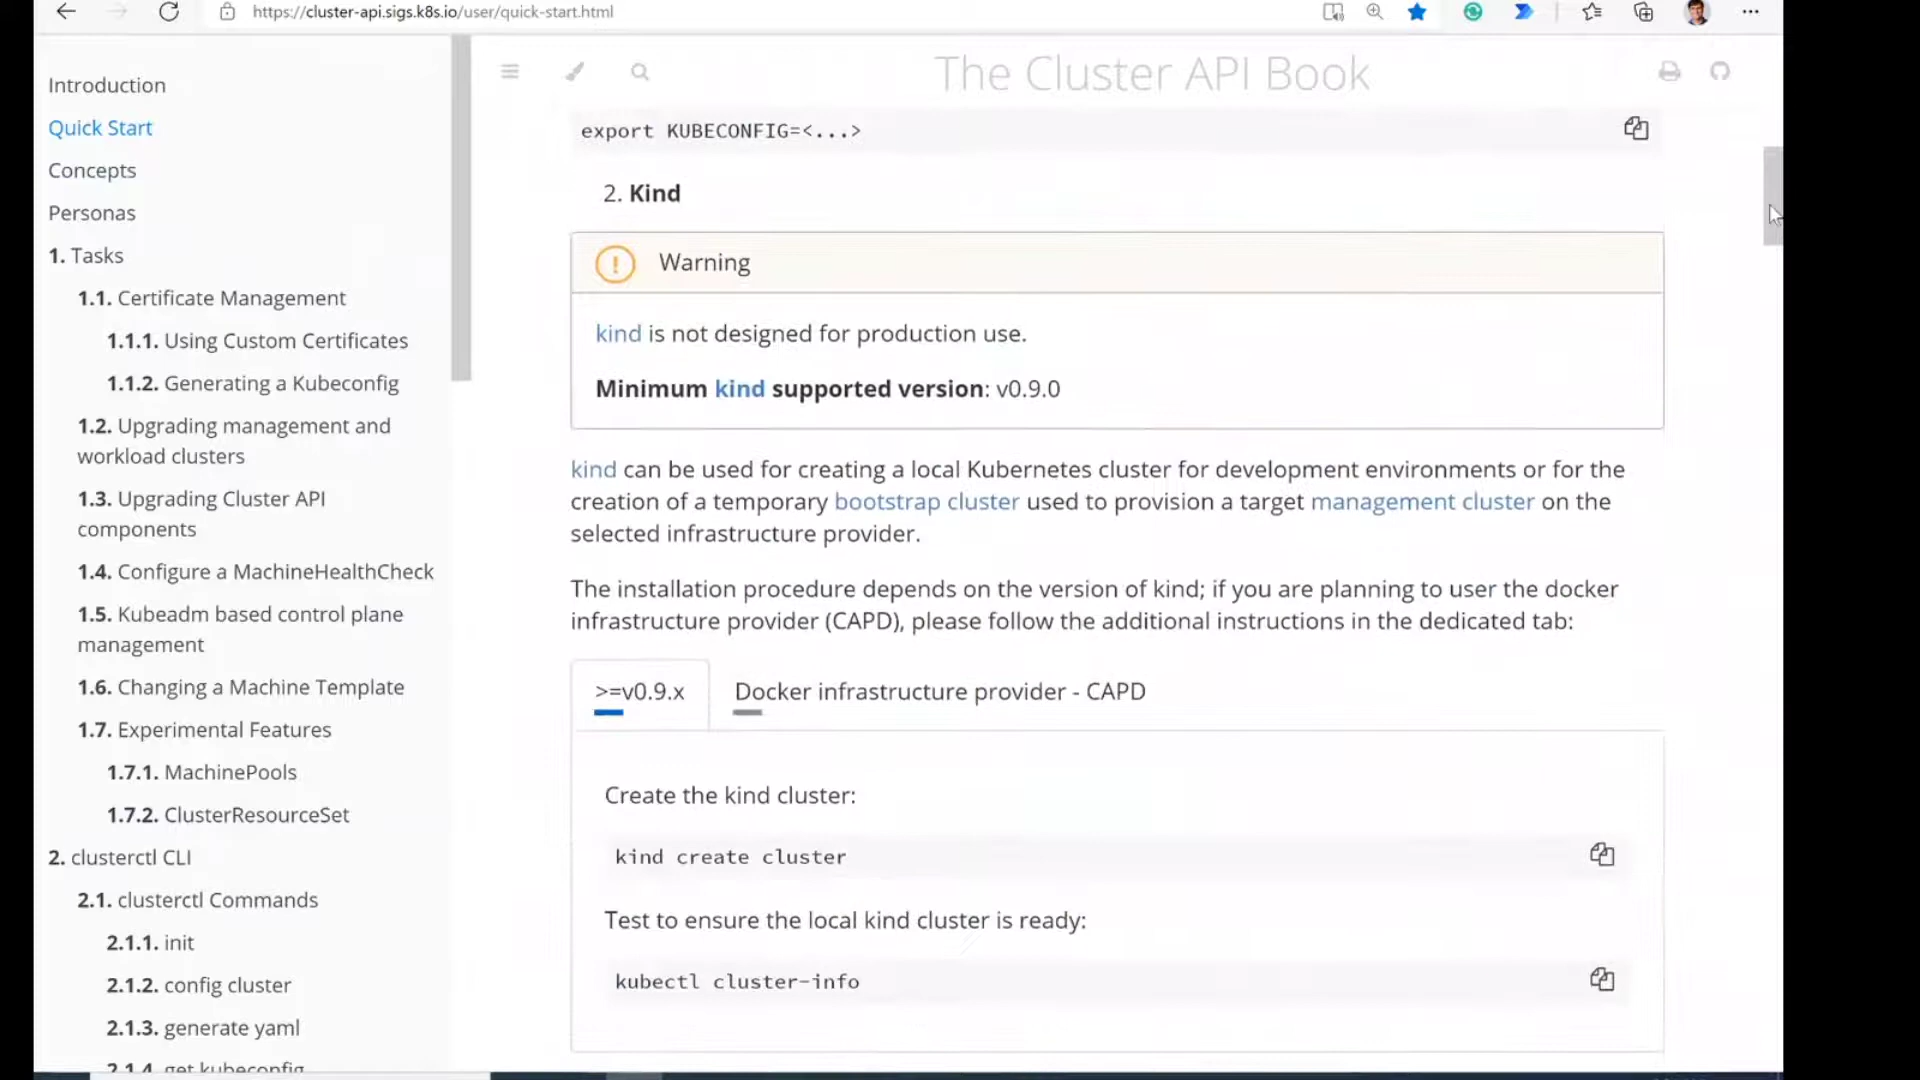 https://cluster-api.sigs.k8s.io/user/quick-start.html
Introduction
Quick Start
Concepts
Personas
1. Tasks
1.1. Certificate Management
1.1.1. Using Custom Certificates
1.1.2. Generating a Kubeconfig
1.2. Upgrading management and
workload clusters
1.3. Upgrading Cluster API
components
1.4. Configure a MachineHealthCheck
1.5. Kubeadm based control plane
management
1.6. Changing a Machine Template
1.7. Experimental Features
1.7.1. MachinePools
1.7.2. ClusterResourceSet
2. clusterctl CLI
2.1. clusterctl Commands
2.1.1. init
2.1.2. config cluster
2.1.3. generate yaml
2.1.4. get kubeconfig
The Cluster API Book
export KUBECONFIG=<...>
2. Kind
Warning
kind is not designed for production use.
Minimum kind supported version: v0.9.0
kind can be used for creating a local Kubernetes cluster for development environments or for the
creation of a temporary bootstrap cluster used to provision a target management cluster on the
selected infrastructure provider.
The installation procedure depends on the version of kind; if you are planning to user the docker
infrastructure provider (CAPD), please follow the additional instructions in the dedicated tab:
>=v0.9.x
Docker infrastructure provider - CAPD
Create the kind cluster:
kind create cluster
Test to ensure the local kind cluster is ready:
kubectl cluster-info